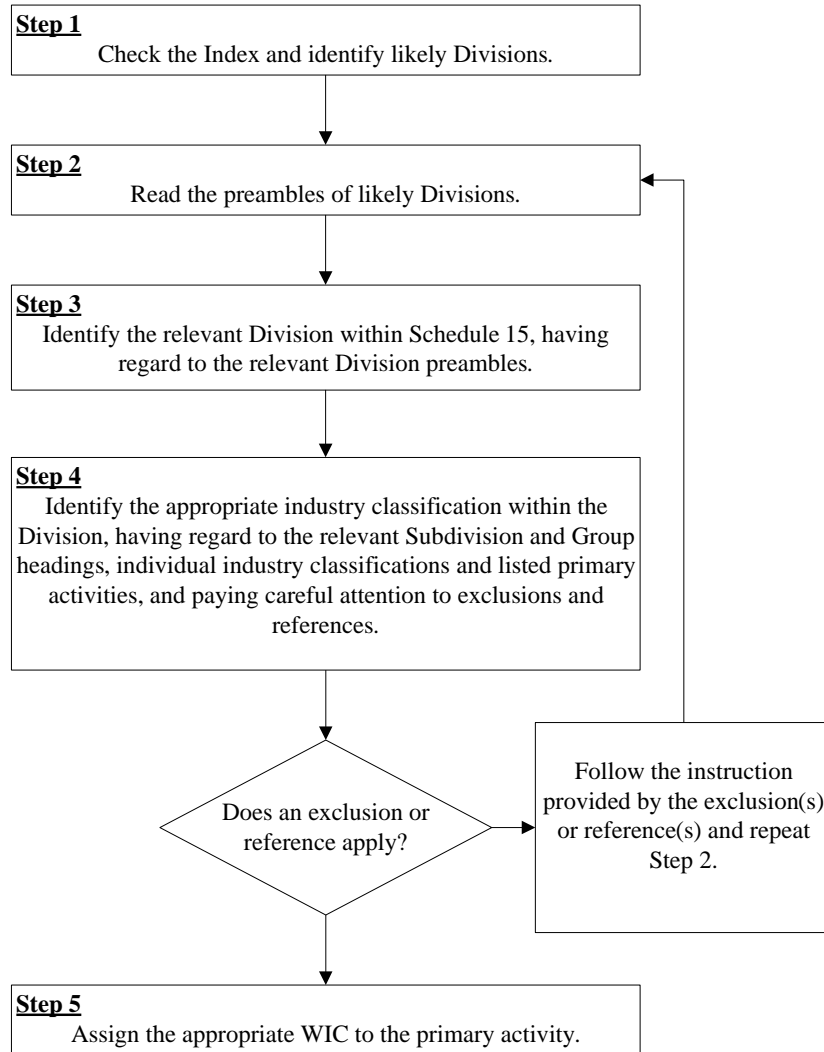 Step 1
Check the Index and identify likely Divisions.
Step 2
Read the preambles of likely Divisions.
Step 3
Identify the relevant Division within Schedule 15, having
regard to the relevant Division preambles.
Step 4
Identify the appropriate industry classification within the
Division, having regard to the relevant Subdivision and Group
headings, individual industry classifications and listed primary
activities, and paying careful attention to exclusions and
references.
Does an exclusion or
reference apply?
Follow the instruction
provided by the exclusion(s)
or reference(s) and repeat
Step 2.
Step 5
Assign the appropriate WIC to the primary activity.